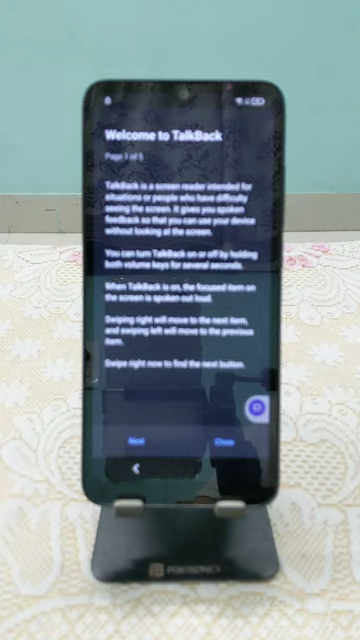 Welcome to TalkBack
Page 1 of 5
TalkBack is a screen reader intended for
situations or people who have difficulty
seeing the screen. It gives you spoken
feedback so that you can use your device
without looking at the screen.
You can turn TalkBack on or off by holding
both volume keys for several seconds.
When TalkBack is on, the focused item on
the screen is spoken out loud.
Swiping right will move to the next item,
and swiping left will move to the previous
item.
Swipe right now to find the next button.
Next
Close
PORTRONICS